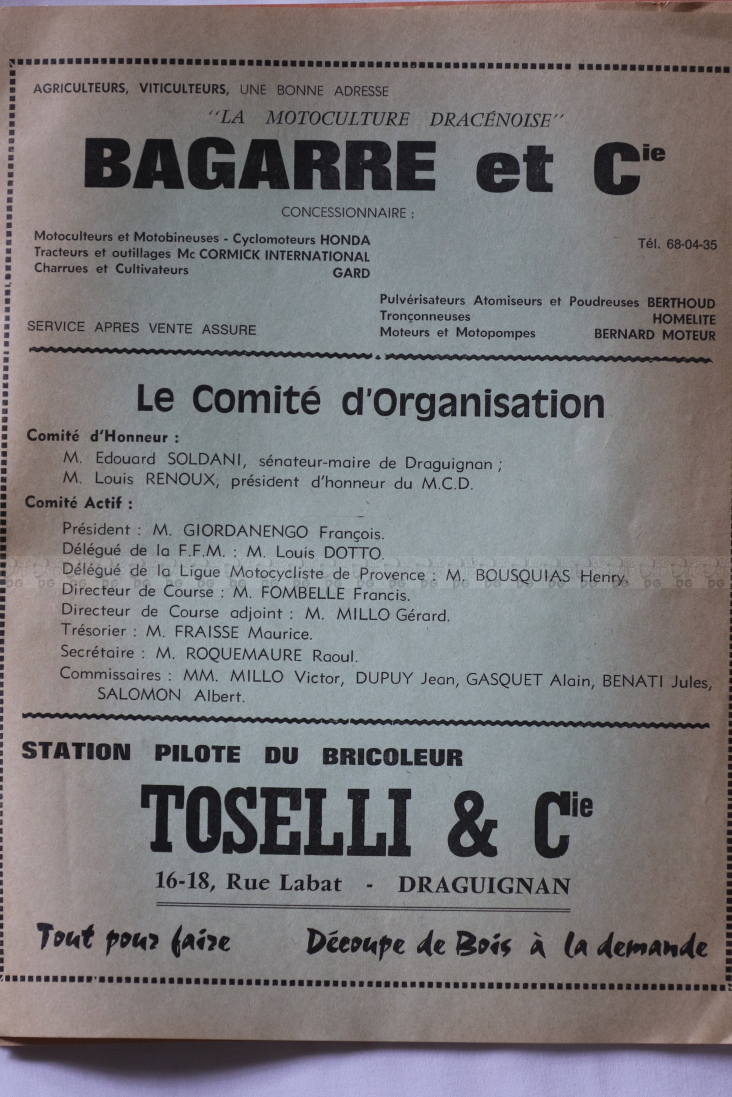 AGRICULTEURS, VITICULTEURS, UNE BONNE ADRESSE
"LA MOTOCULTURE DRACÉNOISE"
BAGARRE et Cie
CONCESSIONNAIRE :
Motoculteurs et Motobineuses - Cyclomoteurs HONDA
Tracteurs et outillages Mc CORMICK INTERNATIONAL
Charrues et Cultivateurs GARD
Tél. 68-04-35
Pulvérisateurs Atomiseurs et Poudreuses BERTHOUD
Tronçonneuses HOMELITE
Moteurs et Motopompes BERNARD MOTEUR
SERVICE APRES VENTE ASSURE
Le Comité d'Organisation
Comité d'Honneur :
M. Edouard SOLDANI, sénateur-maire de Draguignan ;
M. Louis RENOUX, président d'honneur du M.C.D.
Comité Actif :
Président : M. GIORDANENGO François.
Délégué de la F.F.M. : M. Louis DOTTO.
Délégué de la Ligue Motocycliste de Provence : M. BOUSQUIAS Henry.
Directeur de Course : M. FOMBELLE Francis.
Directeur de Course adjoint : M. MILLO Gérard.
Trésorier : M. FRAISSE Maurice.
Secrétaire : M. ROQUEMAURE Raoul.
Commissaires : MM. MILLO Victor, DUPUY Jean, GASQUET Alain, BENATI Jules,
SALOMON Albert.
STATION PILOTE DU BRICOLEUR
TOSELLI & Cie
16-18, Rue Labat - DRAGUIGNAN
Tout pour faire Découpe de Bois à la demande